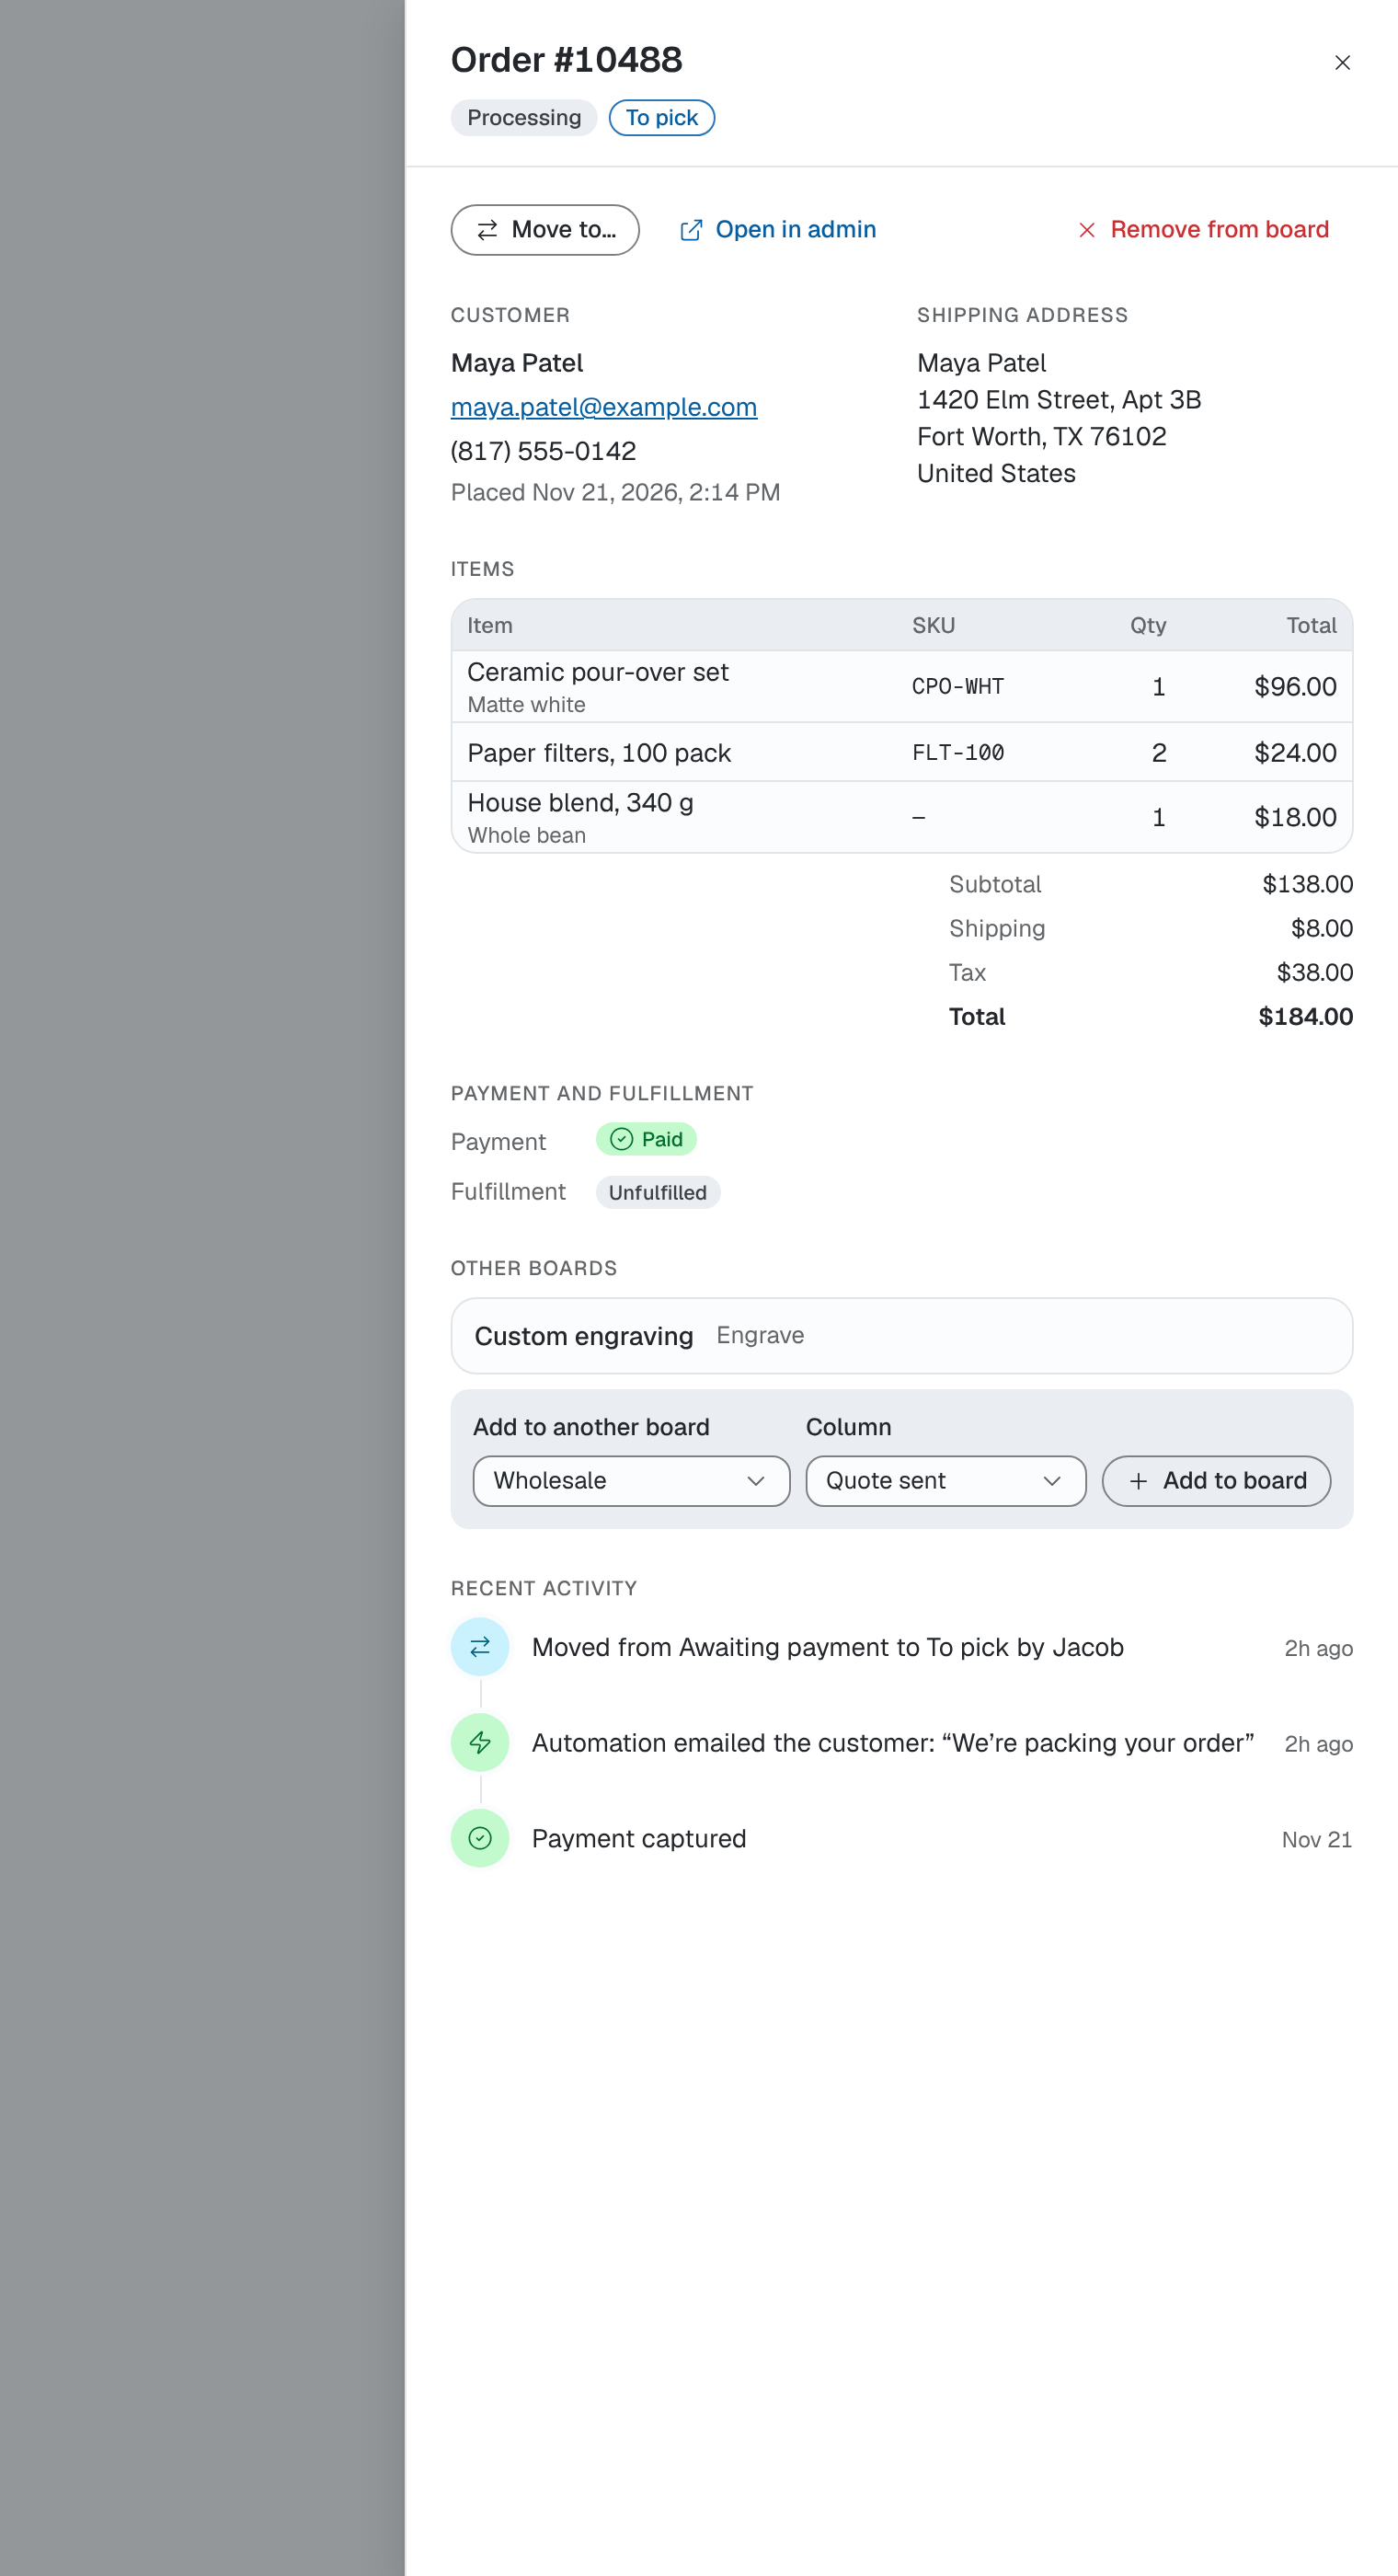 Order #10488
Processing To pick
Move to... Open in admin Remove from board
CUSTOMER
Maya Patel
maya.patel@example.com
(817) 555-0142
Placed Nov 21, 2026, 2:14 PM
SHIPPING ADDRESS
Maya Patel
1420 Elm Street, Apt 3B
Fort Worth, TX 76102
United States
ITEMS
Item SKU Qty Total
Ceramic pour-over set
Matte white
CPO-WHT 1 $96.00
Paper filters, 100 pack FLT-100 2 $24.00
House blend, 340 g
Whole bean
– 1 $18.00
Subtotal $138.00
Shipping $8.00
Tax $38.00
Total $184.00
PAYMENT AND FULFILLMENT
Payment Paid
Fulfillment Unfulfilled
OTHER BOARDS
Custom engraving Engrave
Add to another board Column
Wholesale Quote sent Add to board
RECENT ACTIVITY
Moved from Awaiting payment to To pick by Jacob 2h ago
Automation emailed the customer: “We’re packing your order” 2h ago
Payment captured Nov 21